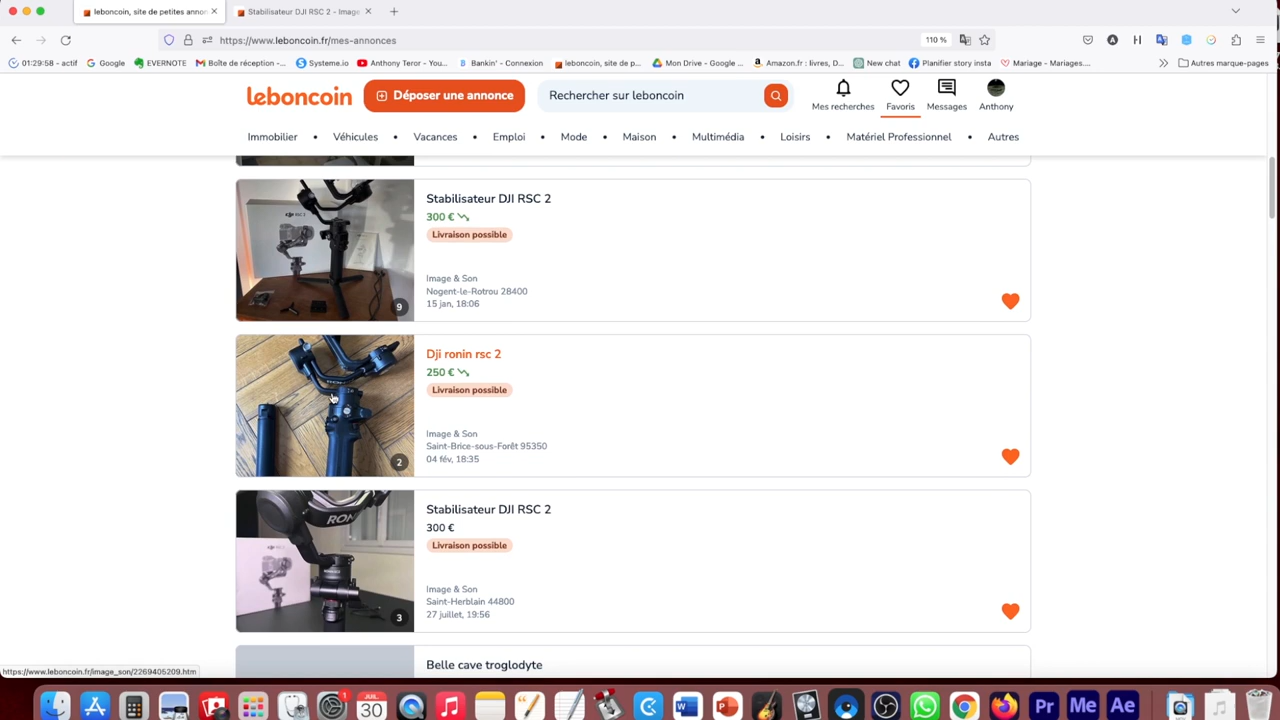 leboncoin, site de petites annon
Stabilisateur DJI RSC 2 - Image
https://www.leboncoin.fr/mes-annonces
110 %
01:29:58 - actif
Google
EVERNOTE
Boîte de réception -...
Systeme.io
Anthony Teror - You...
Bankin' - Connexion
leboncoin, site de p...
Mon Drive - Google ...
Amazon.fr : livres, D...
New chat
Planifier story insta
Mariage - Mariages....
Autres marque-pages
leboncoin
Déposer une annonce
Rechercher sur leboncoin
Mes recherches
Favoris
Messages
Anthony
Immobilier • Véhicules • Vacances • Emploi • Mode • Maison • Multimédia • Loisirs • Matériel Professionnel • Autres
Stabilisateur DJI RSC 2
300 €
Livraison possible
Image & Son
Nogent-le-Rotrou 28400
15 jan, 18:06
9
Dji ronin rsc 2
250 €
Livraison possible
Image & Son
Saint-Brice-sous-Forêt 95350
04 fév, 18:35
2
Stabilisateur DJI RSC 2
300 €
Livraison possible
Image & Son
Saint-Herblain 44800
27 juillet, 19:56
3
RON
Belle cave troglodyte
https://www.leboncoin.fr/image_son/2269405209.htm
JUIL.
30
1
Pr
Me
Ae